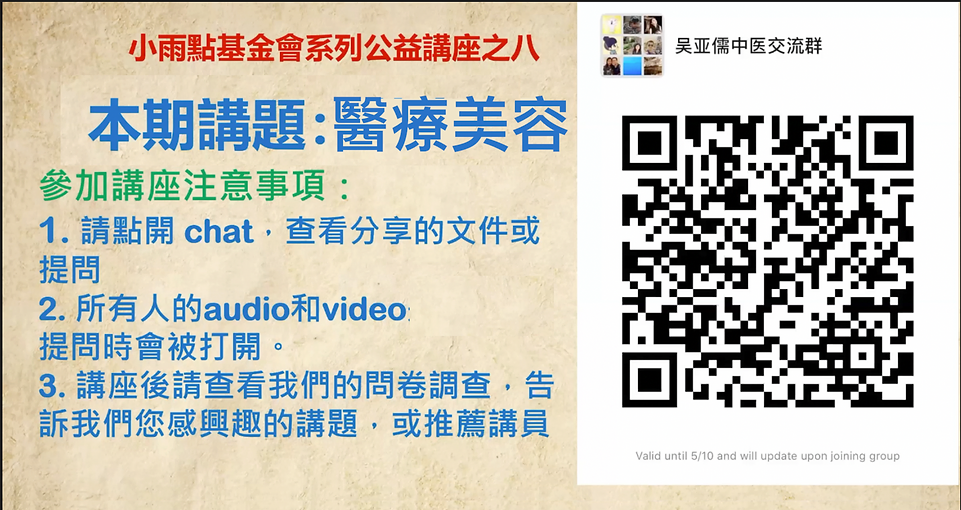 小雨點基金會系列公益講座之八
本期講題:醫療美容
參加講座注意事項：
1. 請點開 chat，查看分享的文件或
提問
2. 所有人的audio和video
提問時會被打開。
3. 講座後請查看我們的問卷調查，告
訴我們您感興趣的講題，或推薦講員
吴亚儒中医交流群
Valid until 5/10 and will update upon joining group